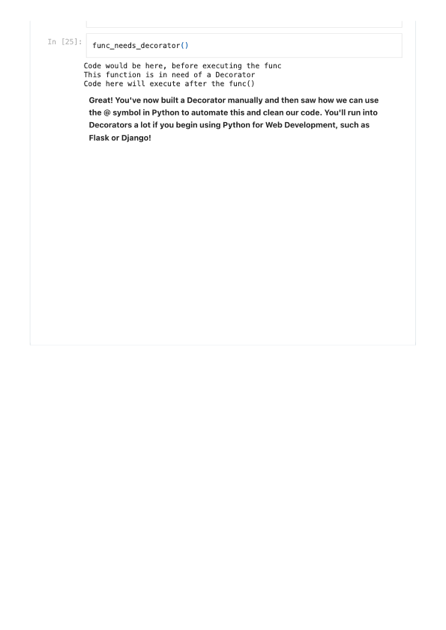 In [25]: func_needs_decorator()
Code would be here, before executing the func
This function is in need of a Decorator
Code here will execute after the func()
Great! You've now built a Decorator manually and then saw how we can use
the @ symbol in Python to automate this and clean our code. You'll run into
Decorators a lot if you begin using Python for Web Development, such as
Flask or Django!